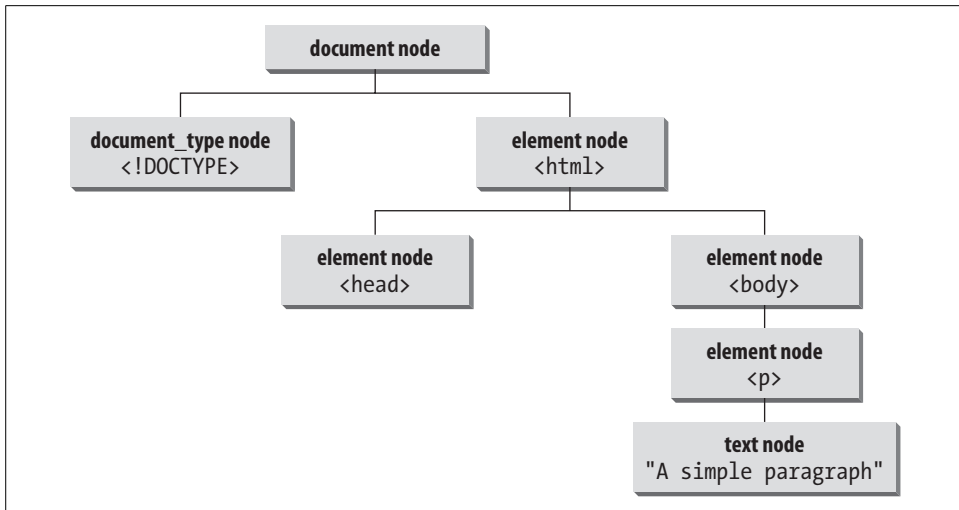 document node
document_type node
<!DOCTYPE>
element node
<html>
element node
<head>
element node
<body>
element node
<p>
text node
"A simple paragraph"